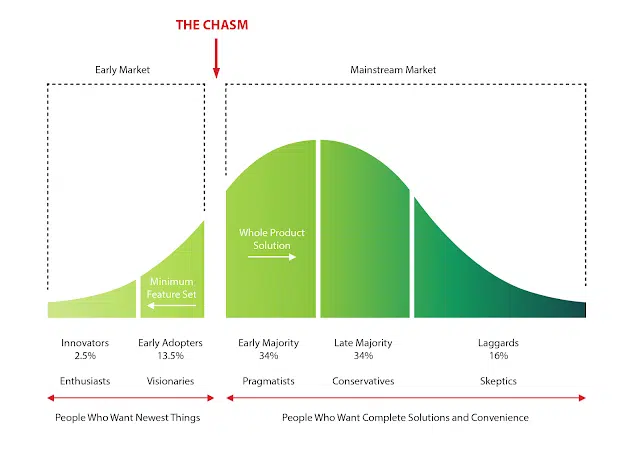 THE CHASM
Early Market
Mainstream Market
Whole Product
Solution
Minimum
Feature Set
Innovators
2.5%
Early Adopters
13.5%
Early Majority
34%
Late Majority
34%
Laggards
16%
Enthusiasts
Visionaries
Pragmatists
Conservatives
Skeptics
People Who Want Newest Things
People Who Want Complete Solutions and Convenience